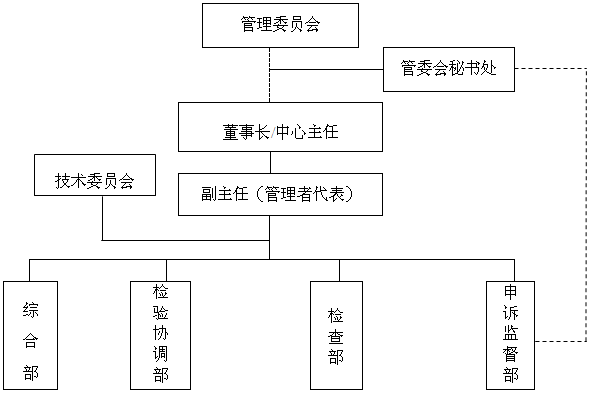 管理委员会
管委会秘书处
董事长/中心主任
技术委员会
副主任（管理者代表）
综合部
检验协调部
检查部
申诉监督部